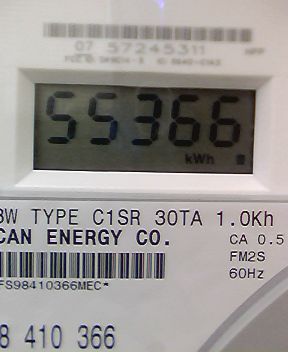 07 57245311
55366
kWh
3W TYPE C1SR 30TA 1.0Kh
CAN ENERGY CO.
CA 0.5
FM2S
60Hz
FS98410366MEC*
8 410 366